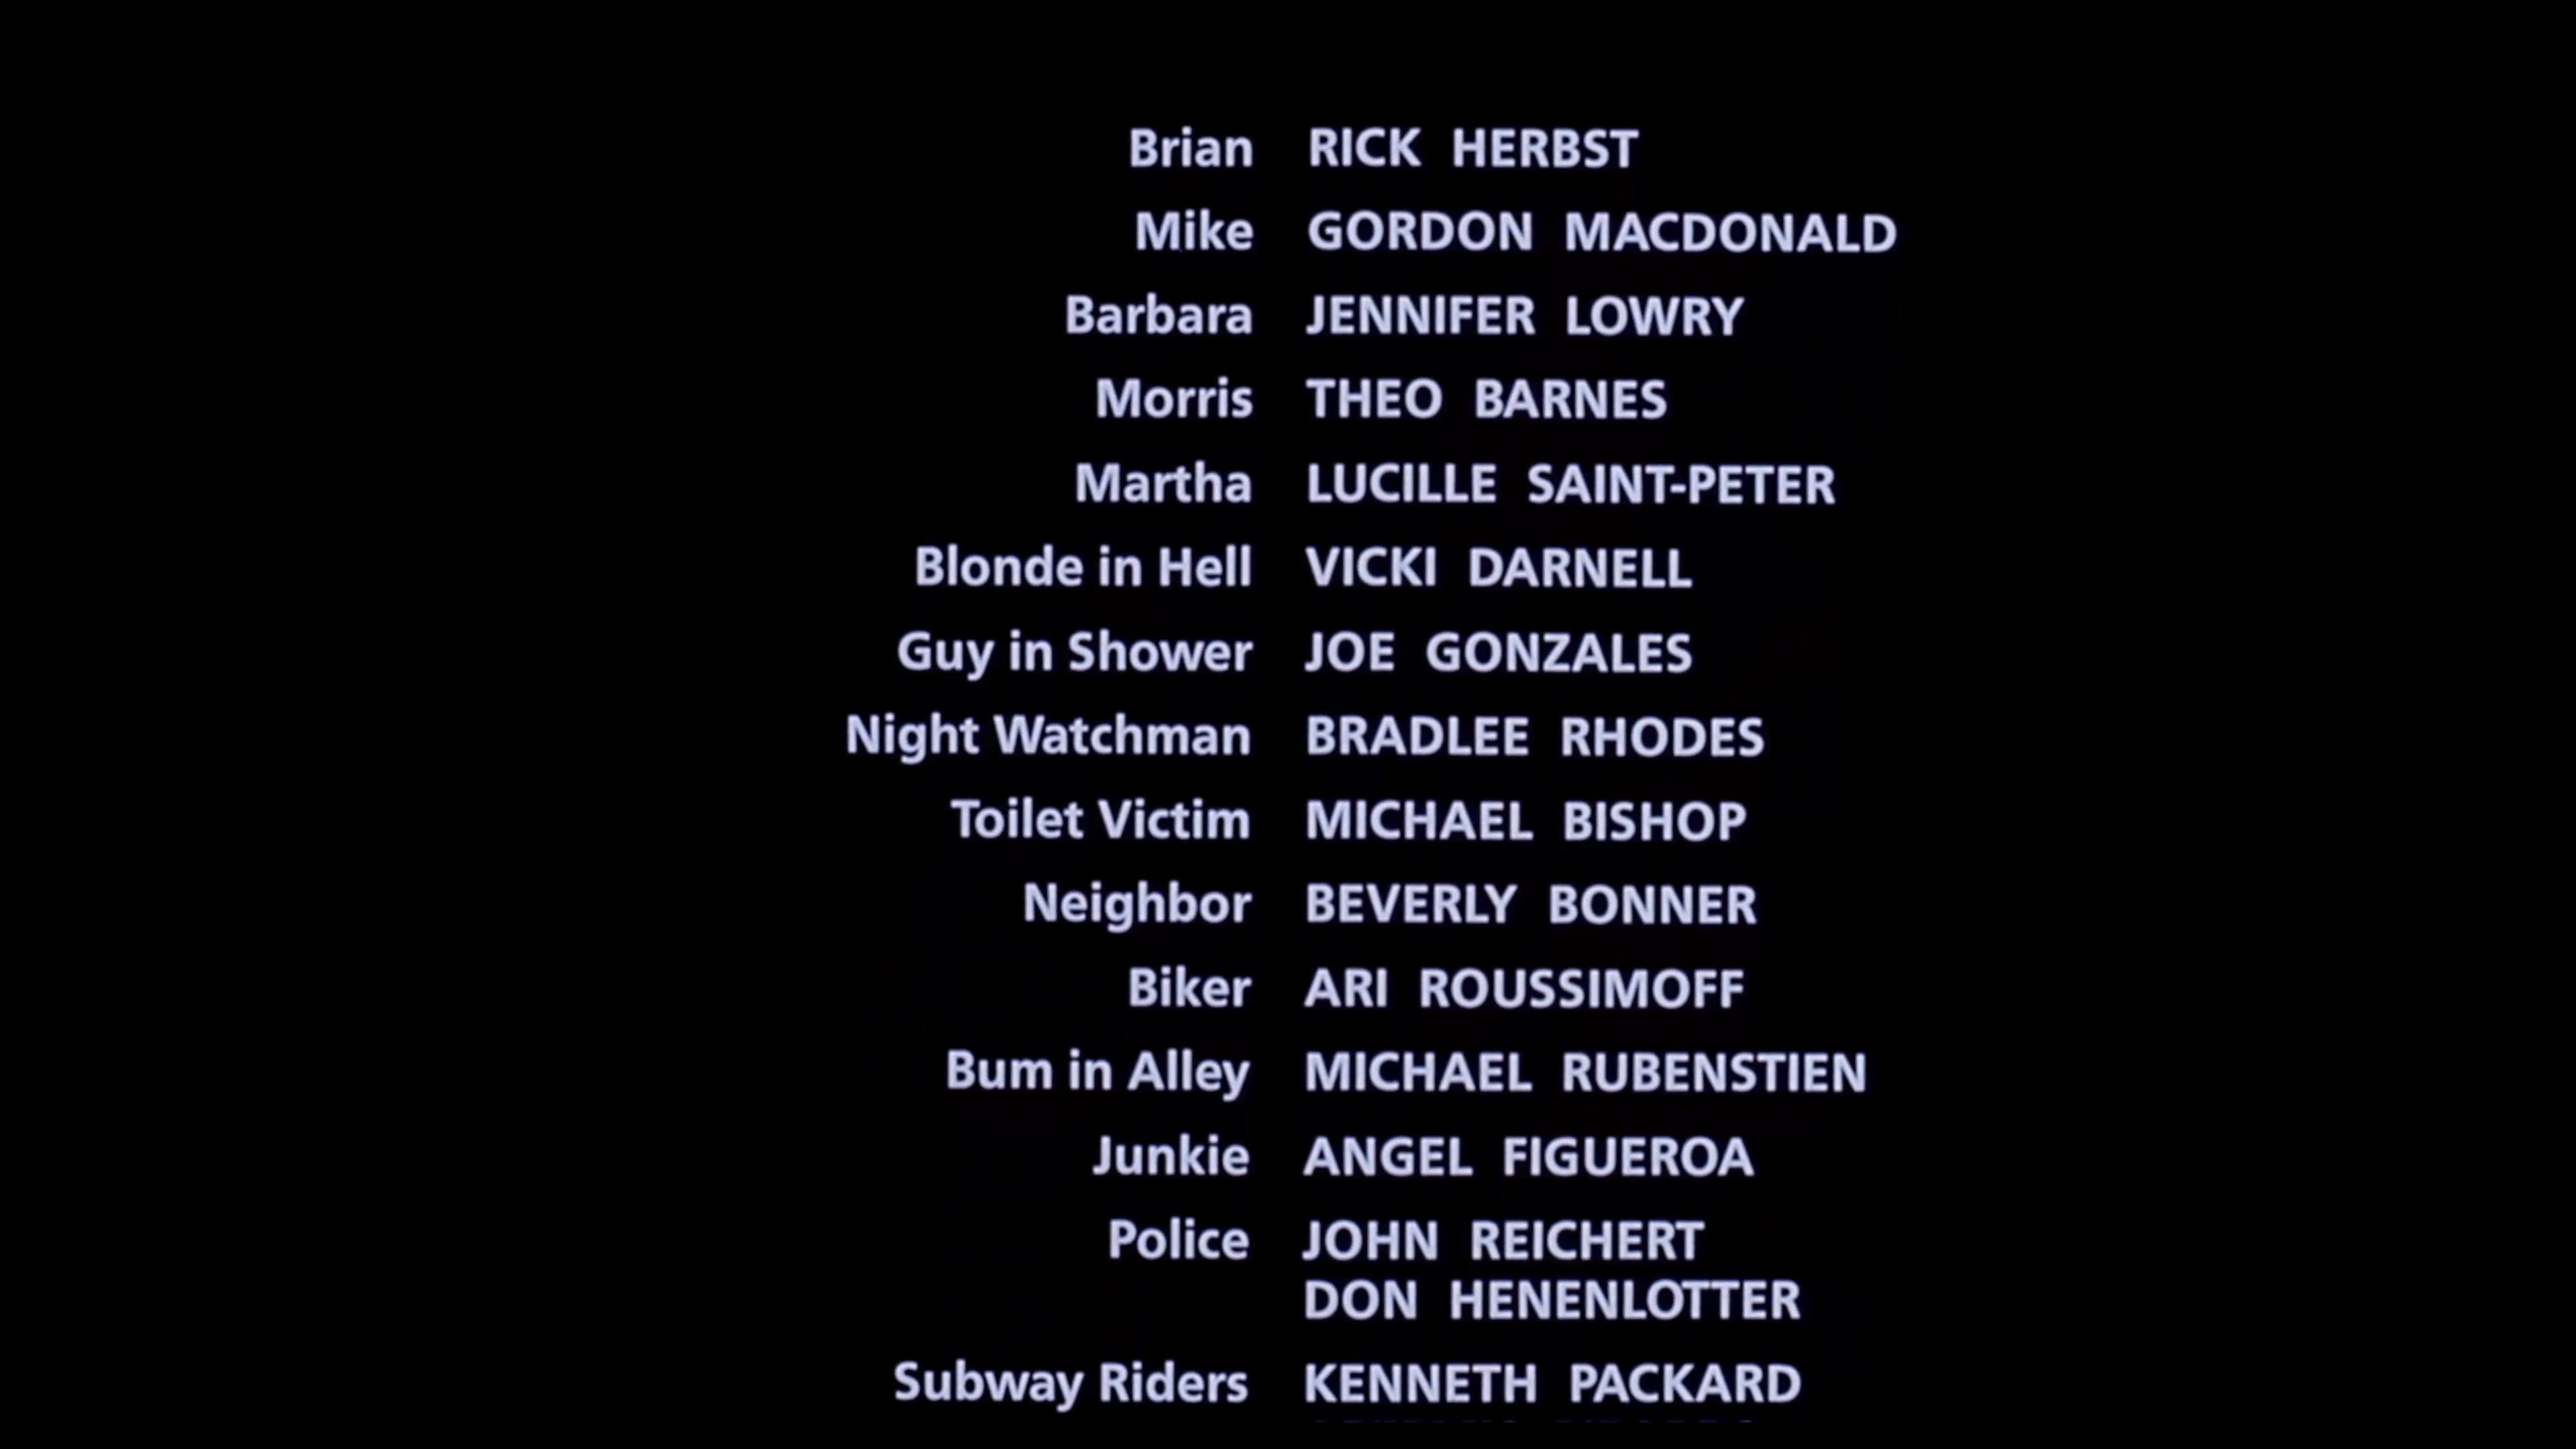 Brian RICK HERBST
Mike GORDON MACDONALD
Barbara JENNIFER LOWRY
Morris THEO BARNES
Martha LUCILLE SAINT-PETER
Blonde in Hell VICKI DARNELL
Guy in Shower JOE GONZALES
Night Watchman BRADLEE RHODES
Toilet Victim MICHAEL BISHOP
Neighbor BEVERLY BONNER
Biker ARI ROUSSIMOFF
Bum in Alley MICHAEL RUBENSTIEN
Junkie ANGEL FIGUEROA
Police JOHN REICHERT
DON HENENLOTTER
Subway Riders KENNETH PACKARD